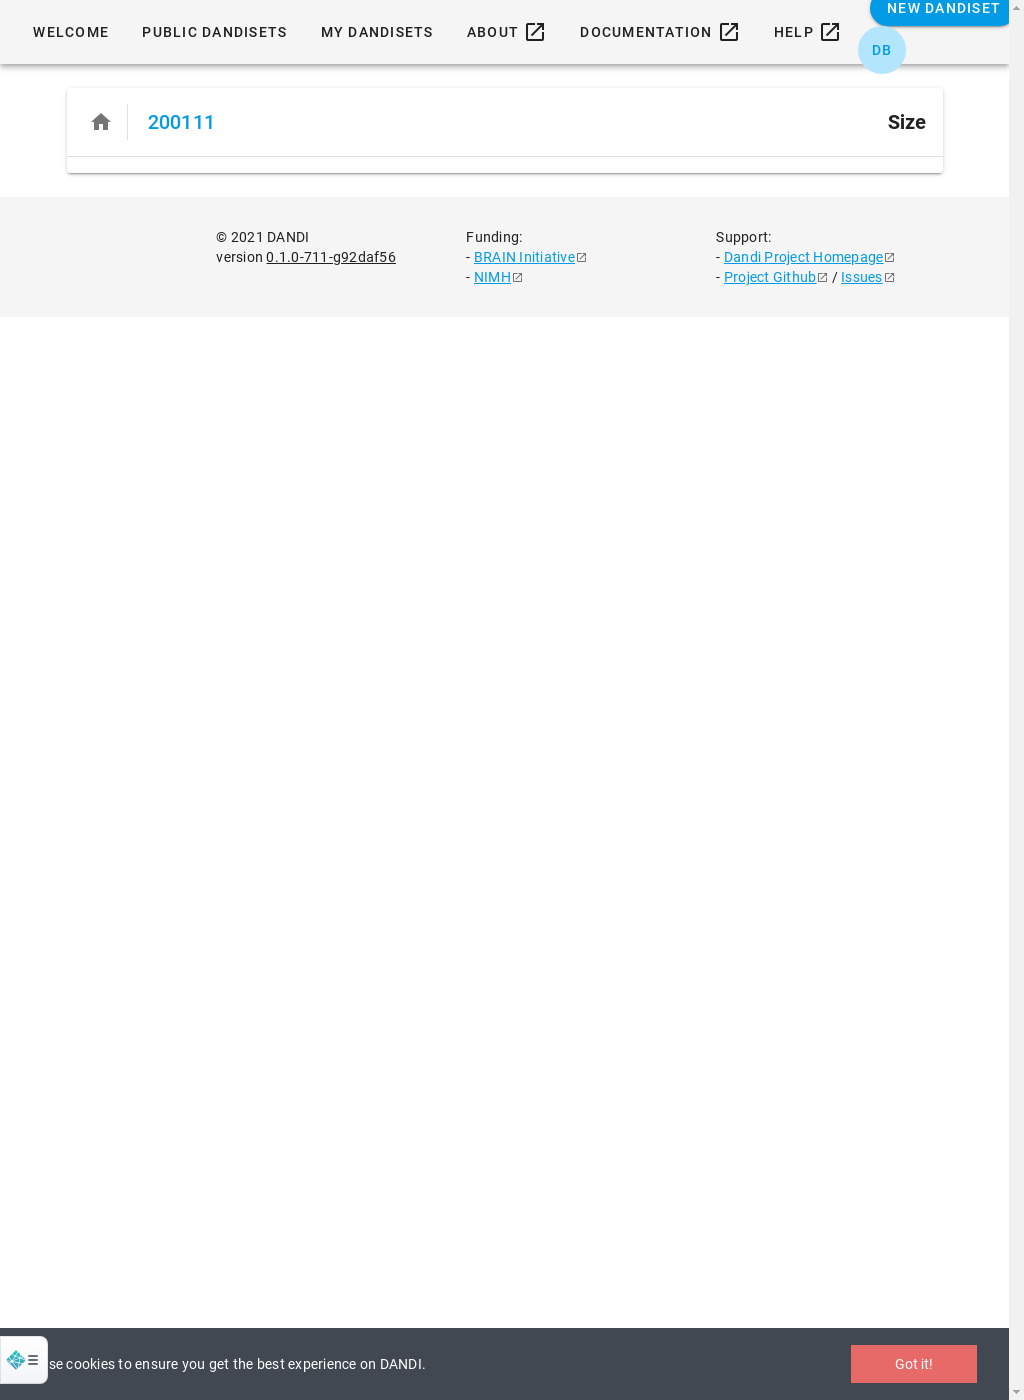 WELCOME PUBLIC DANDISETS MY DANDISETS ABOUT DOCUMENTATION HELP NEW DANDISET
DB
200111 Size
© 2021 DANDI
version 0.1.0-711-g92daf56
Funding:
- BRAIN Initiative
- NIMH
Support:
- Dandi Project Homepage
- Project Github / Issues
se cookies to ensure you get the best experience on DANDI. Got it!